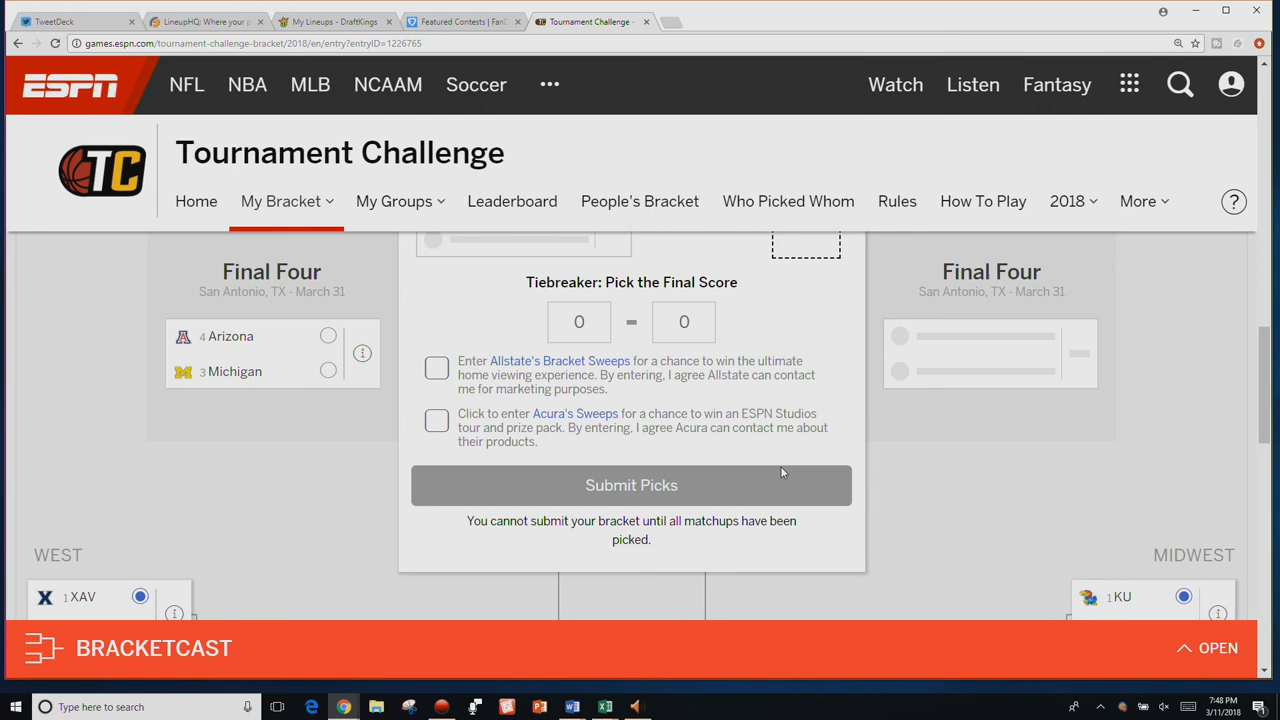 TweetDeck
LineupHQ: Where your p
My Lineups - DraftKings
Featured Contests | FanD
Tournament Challenge -
games.espn.com/tournament-challenge-bracket/2018/en/entry?entryID=1226765
ESPN NFL NBA MLB NCAAM Soccer ••• Watch Listen Fantasy
TC
Tournament Challenge
Home My Bracket My Groups Leaderboard People's Bracket Who Picked Whom Rules How To Play 2018 More ?
Final Four
San Antonio, TX - March 31
4 Arizona
3 Michigan
Tiebreaker: Pick the Final Score
0 - 0
Enter Allstate's Bracket Sweeps for a chance to win the ultimate
home viewing experience. By entering, I agree Allstate can contact
me for marketing purposes.
Click to enter Acura's Sweeps for a chance to win an ESPN Studios
tour and prize pack. By entering, I agree Acura can contact me about
their products.
Submit Picks
You cannot submit your bracket until all matchups have been
picked.
Final Four
San Antonio, TX - March 31
WEST
1 XAV
MIDWEST
1 KU
BRACKETCAST
OPEN
Type here to search
7:48 PM
3/11/2018